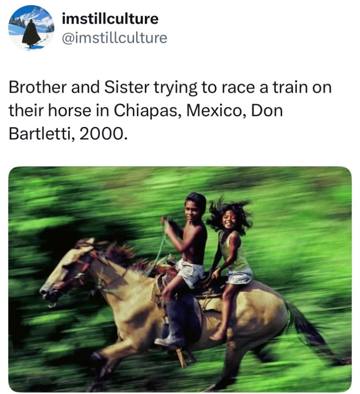 imstillculture
@imstillculture
Brother and Sister trying to race a train on
their horse in Chiapas, Mexico, Don
Bartletti, 2000.